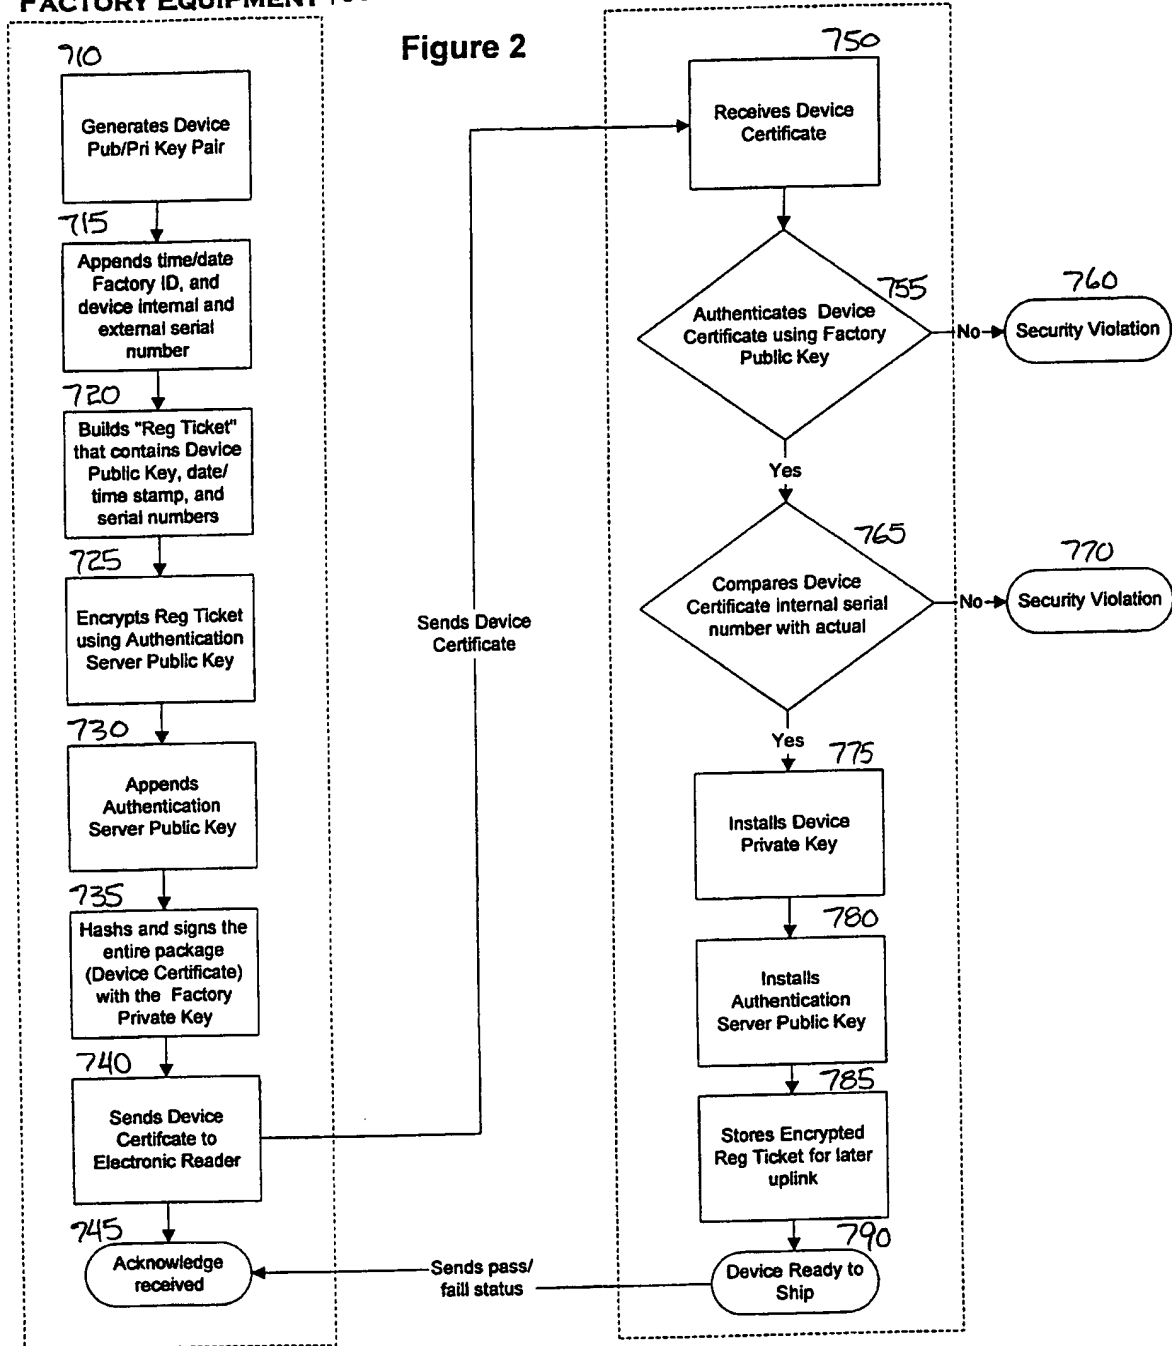 FACTORY EQUIPMENT
Figure 2
710
Generates Device
Pub/Pri Key Pair
715
Appends time/date
Factory ID, and
device internal and
external serial
number
720
Builds "Reg Ticket"
that contains Device
Public Key, date/
time stamp, and
serial numbers
725
Encrypts Reg Ticket
using Authentication
Server Public Key
730
Appends
Authentication
Server Public Key
735
Hashs and signs the
entire package
(Device Certificate)
with the Factory
Private Key
740
Sends Device
Certifcate to
Electronic Reader
745
Acknowledge
received
Sends Device
Certificate
Sends pass/
faill status
750
Receives Device
Certificate
755
Authenticates Device
Certificate using Factory
Public Key
No
760
Security Violation
Yes
765
Compares Device
Certificate internal serial
number with actual
No
770
Security Violation
Yes
775
Installs Device
Private Key
780
Installs
Authentication
Server Public Key
785
Stores Encrypted
Reg Ticket for later
uplink
790
Device Ready to
Ship